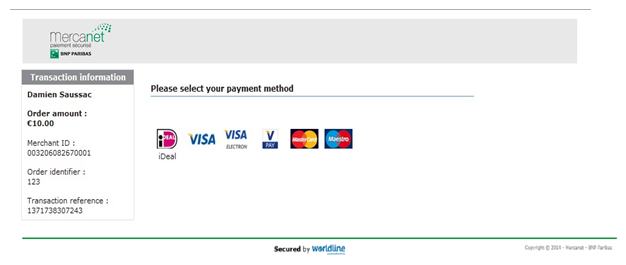 Mercanet
paiement sécurisé
BNP PARIBAS
Transaction information
Damien Saussac
Order amount :
€10.00
Merchant ID :
003206082670001
Order identifier :
123
Transaction reference :
1371738307243
Please select your payment method
iDEAL
VISA
VISA
ELECTRON
V
PAY
MasterCard
Maestro
iDeal
Secured by worldline
Copyright © 2014 - Mercanet - BNP Paribas